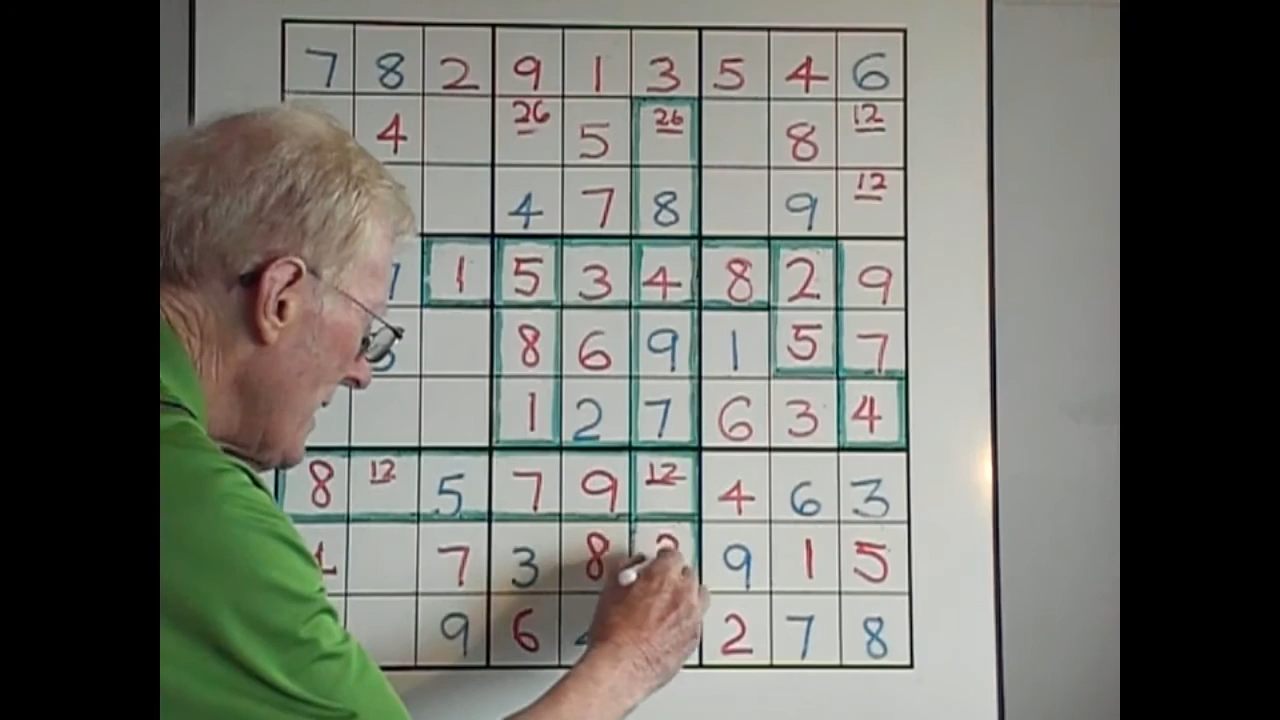 7 8 2 9 1 3 5 4 6
4 26 5 26 8 12
4 7 8 9 12
1 5 3 4 8 2 9
8 6 9 1 5 7
1 2 7 6 3 4
8 12 5 7 9 12 4 6 3
7 3 8 9 1 5
9 6 2 7 8